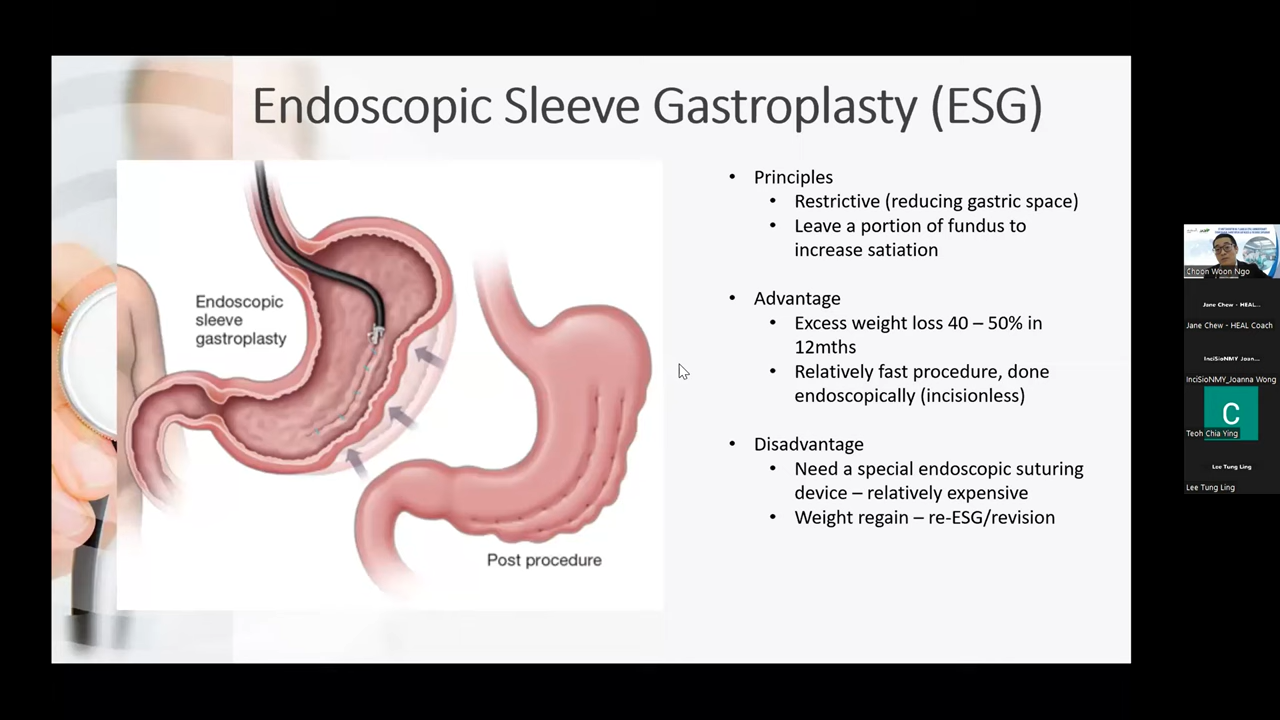 Endoscopic Sleeve Gastroplasty (ESG)
Endoscopic
sleeve
gastroplasty
Post procedure
• Principles
• Restrictive (reducing gastric space)
• Leave a portion of fundus to
increase satiation
• Advantage
• Excess weight loss 40 – 50% in
12mths
• Relatively fast procedure, done
endoscopically (incisionless)
• Disadvantage
• Need a special endoscopic suturing
device – relatively expensive
• Weight regain – re-ESG/revision
Choon Woon Ngo
Jane Chew - HEAL...
Jane Chew - HEAL Coach
InciSioNMY_Joan...
InciSioNMY_Joanna Wong
C
Teoh Chia Ying
Lee Tung Ling
Lee Tung Ling